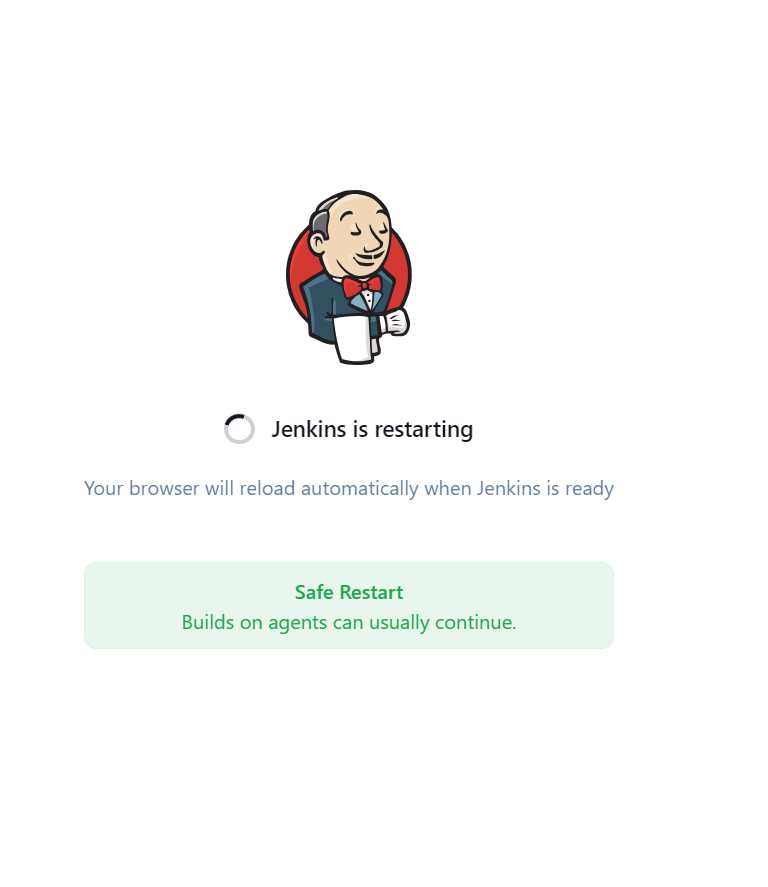 Jenkins is restarting
Your browser will reload automatically when Jenkins is ready
Safe Restart
Builds on agents can usually continue.